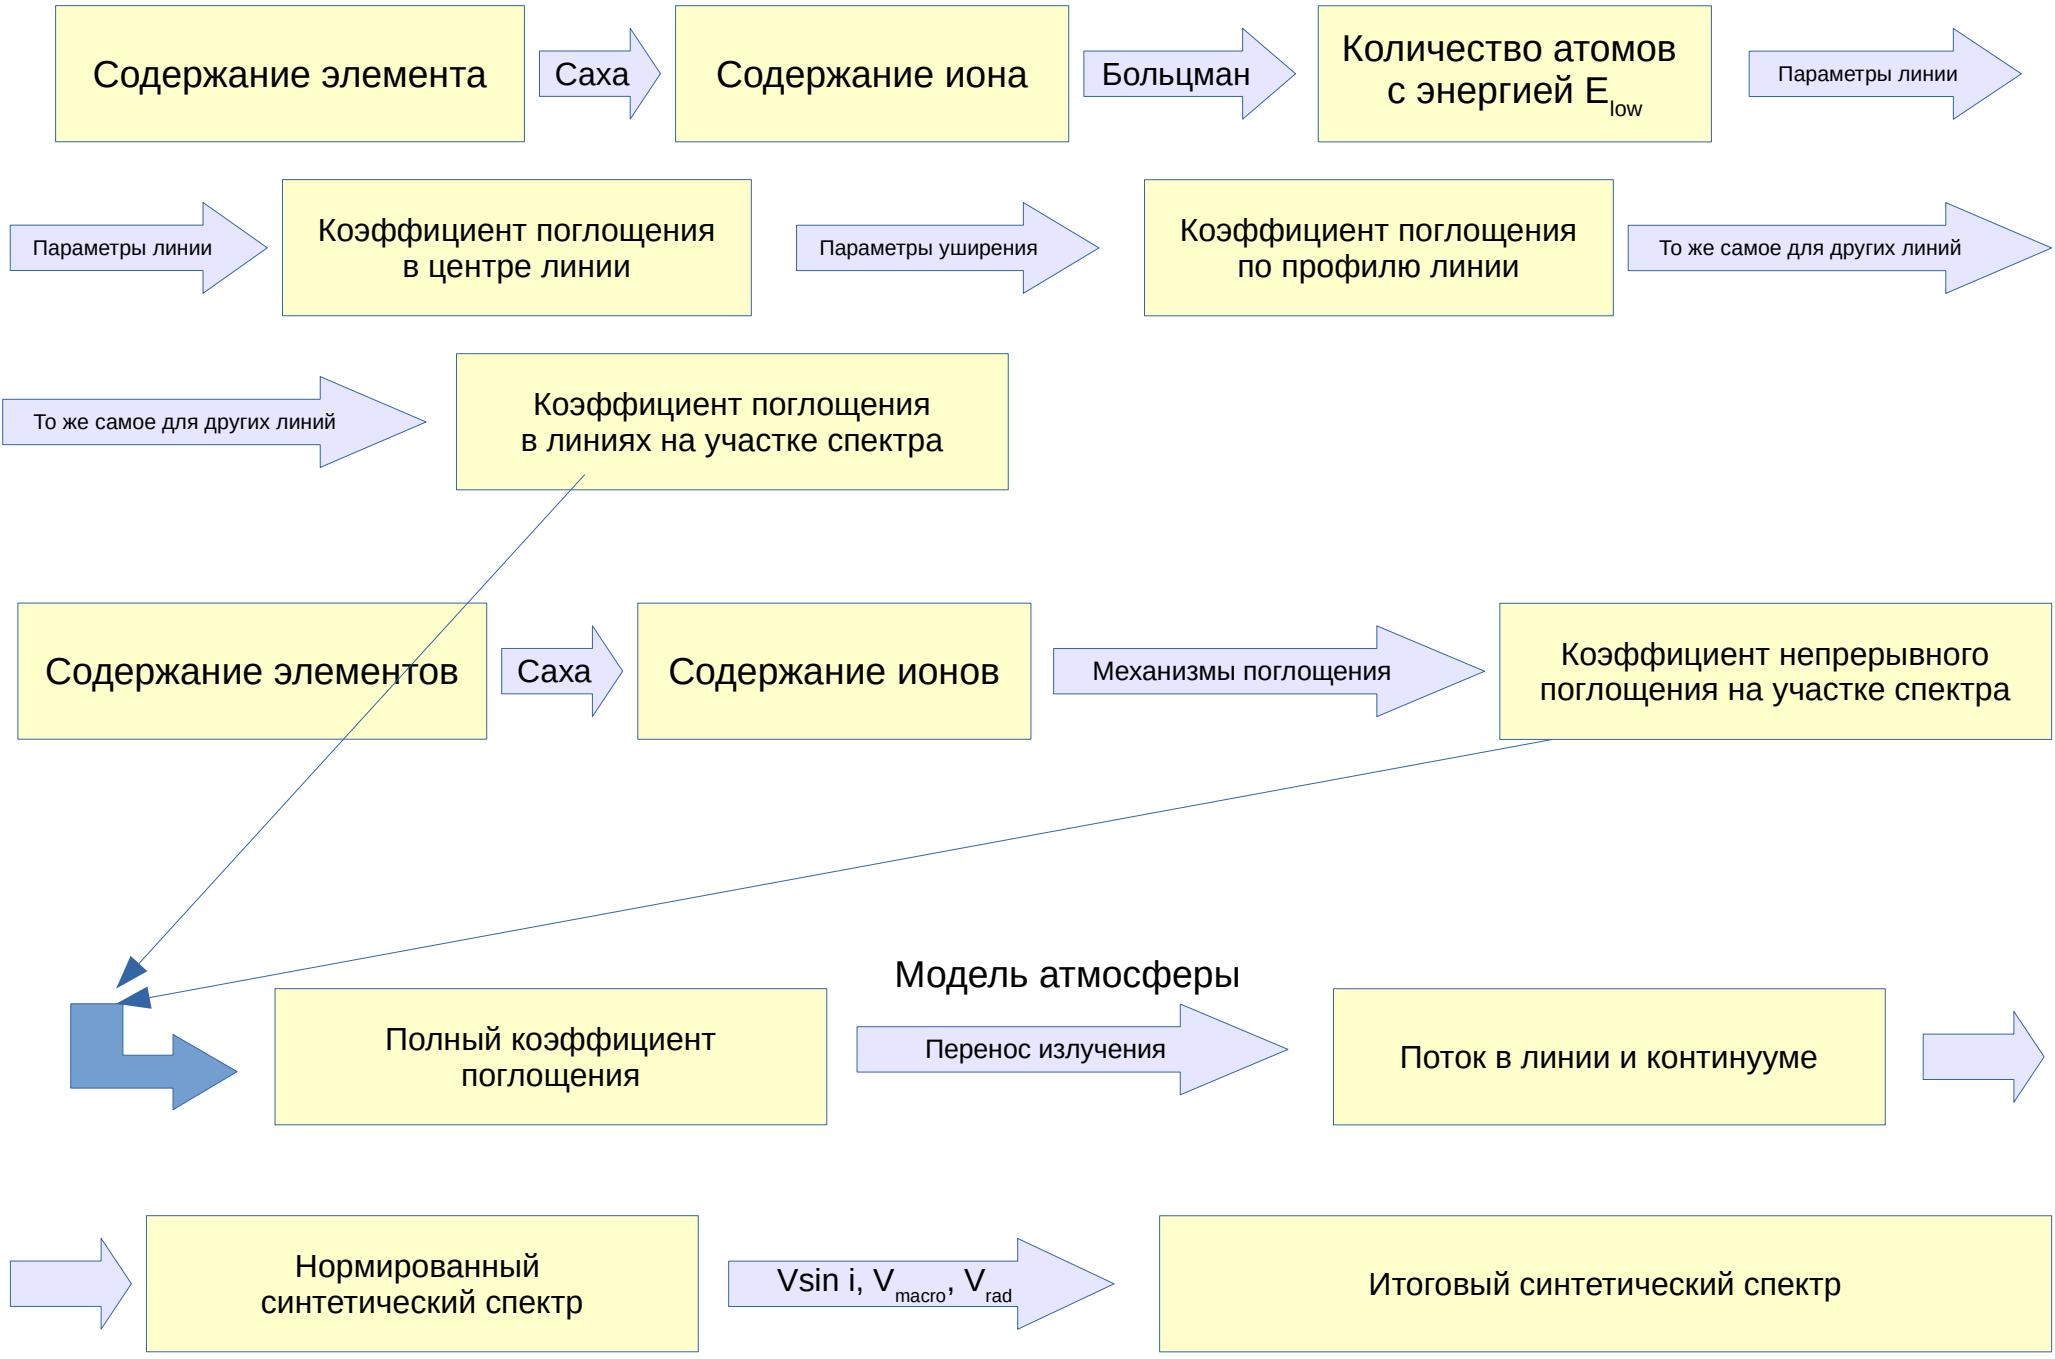 Содержание элемента
Саха
Содержание иона
Больцман
Количество атомов
с энергией E_low
Параметры линии
Параметры линии
Коэффициент поглощения
в центре линии
Параметры уширения
Коэффициент поглощения
по профилю линии
То же самое для других линий
То же самое для других линий
Коэффициент поглощения
в линиях на участке спектра
Содержание элементов
Саха
Содержание ионов
Механизмы поглощения
Коэффициент непрерывного
поглощения на участке спектра
Полный коэффициент
поглощения
Модель атмосферы
Перенос излучения
Поток в линии и континууме
Нормированный
синтетический спектр
Vsin i, V_macro, V_rad
Итоговый синтетический спектр